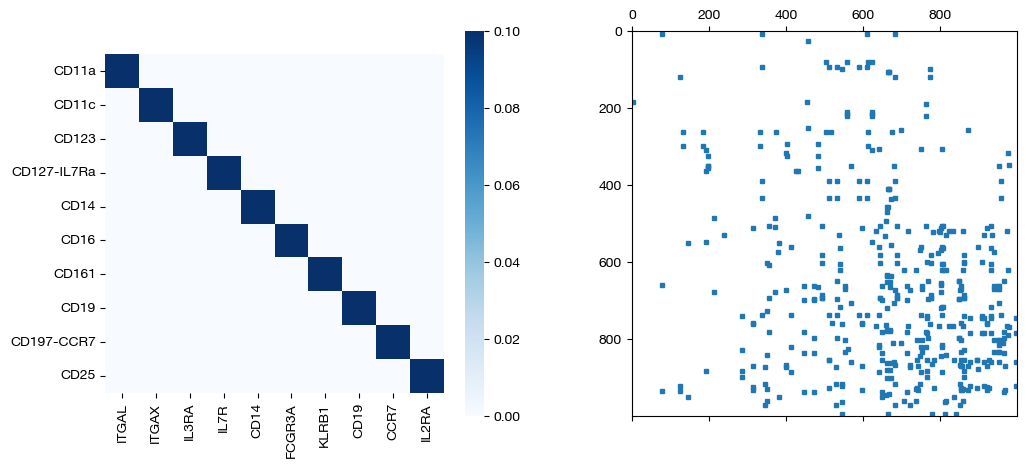 CD11a
CD11c
CD123
CD127-IL7Ra
CD14
CD16
CD161
CD19
CD197-CCR7
CD25
ITGAL
ITGAX
IL3RA
IL7R
CD14
FCGR3A
KLRB1
CD19
CCR7
IL2RA
0.10
0.08
0.06
0.04
0.02
0.00
0 200 400 600 800
0
200
400
600
800